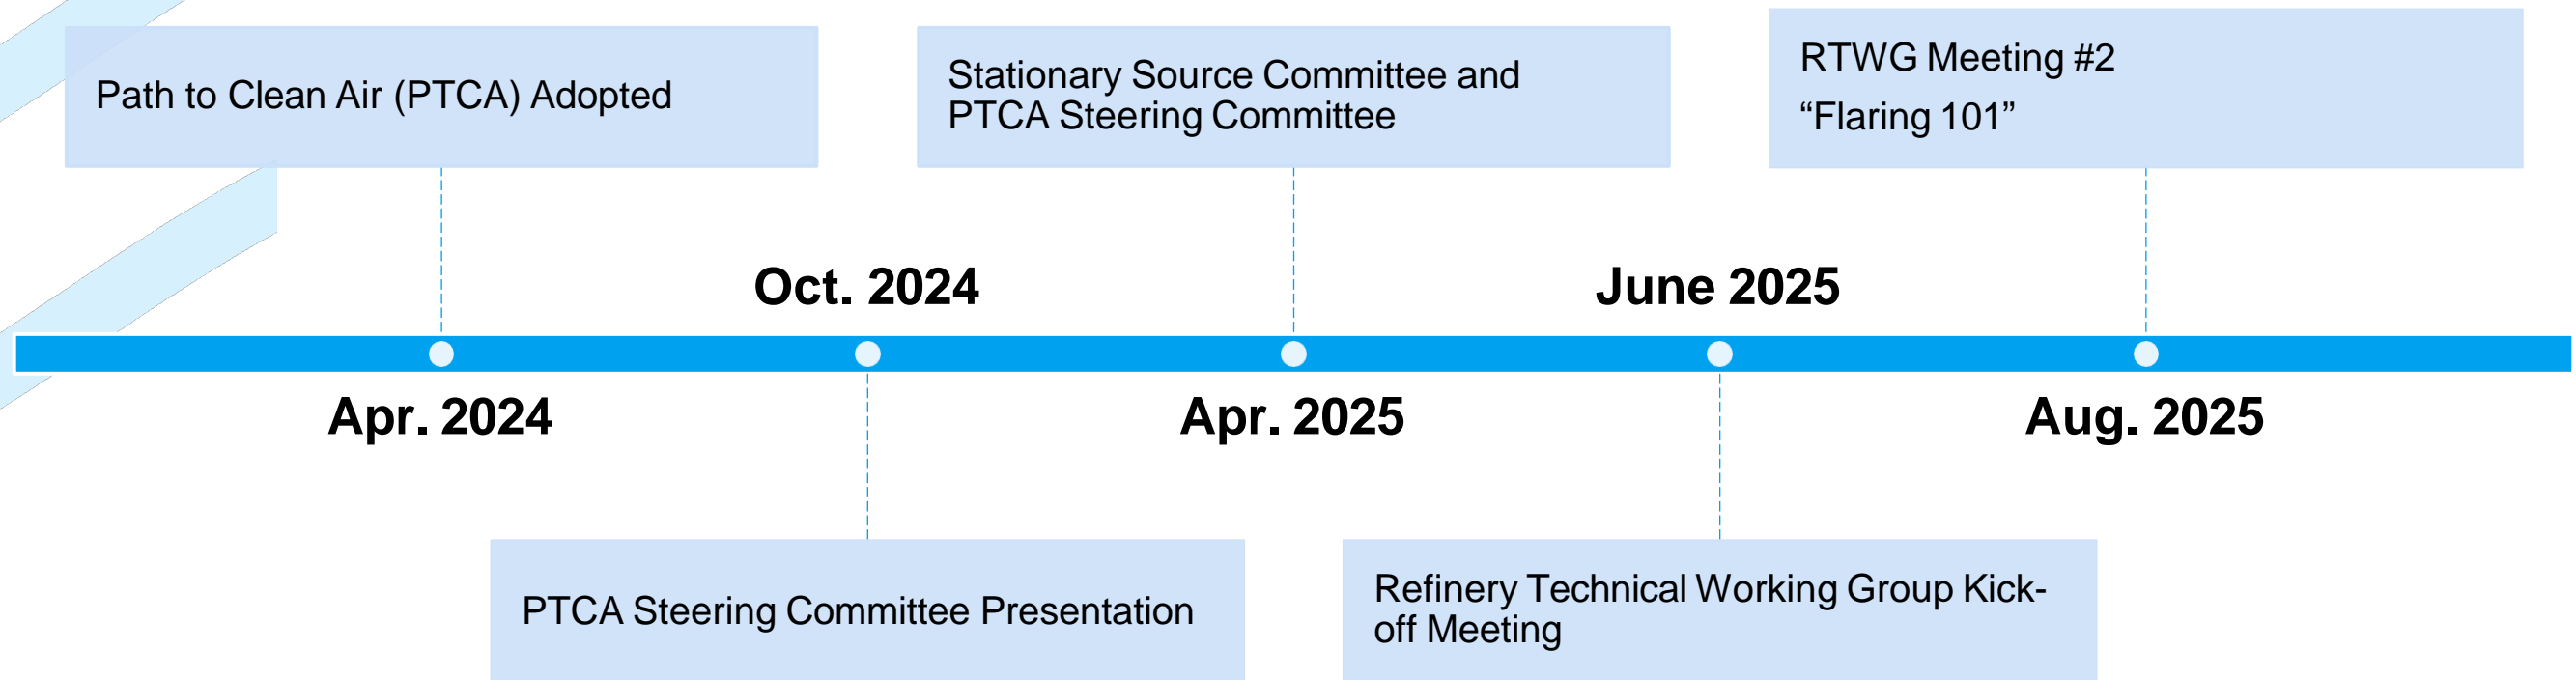 Path to Clean Air (PTCA) Adopted
Stationary Source Committee and
PTCA Steering Committee
RTWG Meeting #2
“Flaring 101”
Oct. 2024
June 2025
Apr. 2024
Apr. 2025
Aug. 2025
PTCA Steering Committee Presentation
Refinery Technical Working Group Kick-
off Meeting